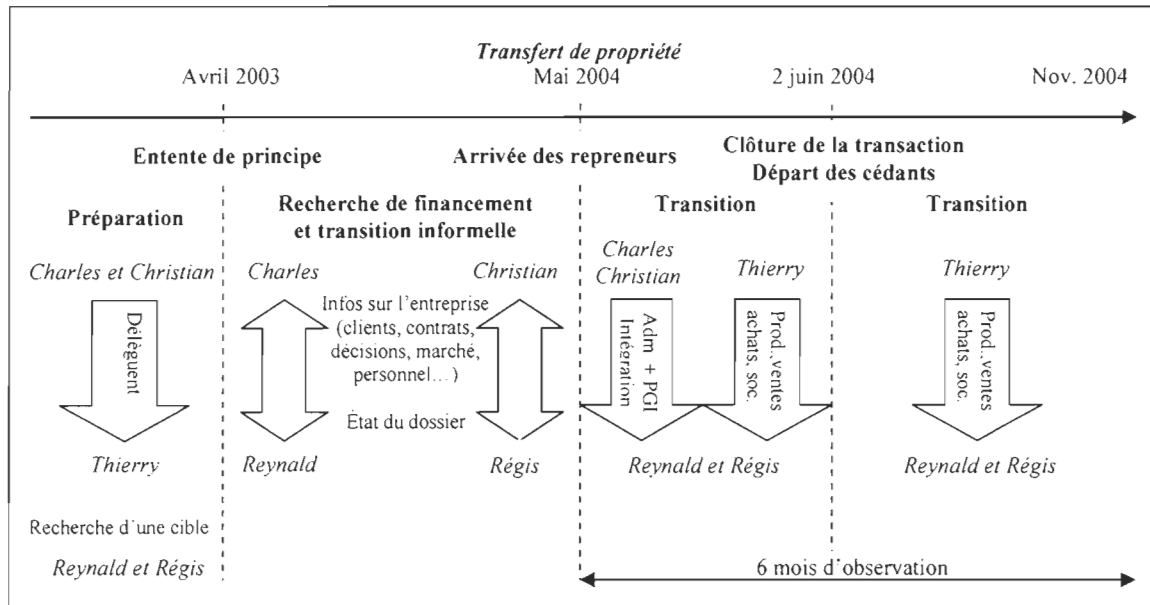 Transfert de propriété
Avril 2003 Mai 2004 2 juin 2004 Nov. 2004
Entente de principe
Arrivée des repreneurs
Clôture de la transaction
Départ des cédants
Préparation
Recherche de financement
et transition informelle
Transition
Transition
Charles et Christian
Délèguent
Thierry
Recherche d'une cible
Reynald et Régis
Charles
Reynald
Infos sur l'entreprise
(clients, contrats,
décisions, marché,
personnel…)
État du dossier
Christian
Régis
Charles
Christian
Adm + PGI
Intégration
Thierry
Prod.,ventes
achats, soc.
Reynald et Régis
Thierry
Prod.,ventes
achats, soc.
Reynald et Régis
6 mois d'observation